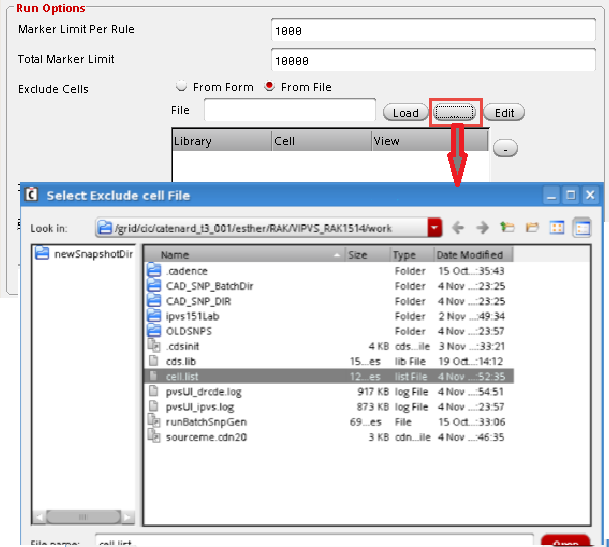 Run Options
Marker Limit Per Rule 1000
Total Marker Limit 10000
Exclude Cells From Form From File
File Load ... Edit
Library Cell View -
Select Exclude cell File
Look in: /grid/cic/catenard_t3_001/esther/RAK/VIPVS_RAK1514/work
newSnapshotDir
Name Size Type Date Modified
.cadence Folder 15 Oct...:35:43
CAD_SNP_BatchDir Folder 4 Nov ...:23:25
CAD_SNP_DIR Folder 4 Nov ...:23:25
ipvs151Lab Folder 2 Nov ...:49:34
OLDSNPS Folder 4 Nov ...:23:57
.cdsinit 4 KB cds...ile 3 Nov ...:33:21
cds.lib 15...es lib File 19 Oct...:14:12
cell.list 12...es list File 4 Nov ...:52:35
pvsUI_drcde.log 917 KB log File 4 Nov ...:54:51
pvsUI_ipvs.log 873 KB log File 4 Nov ...:23:57
runBatchSnpGen 69...es File 15 Oct...:33:06
sourceme.cdn20 3 KB cdn...ile 4 Nov ...:46:35
File name: cell.list Open